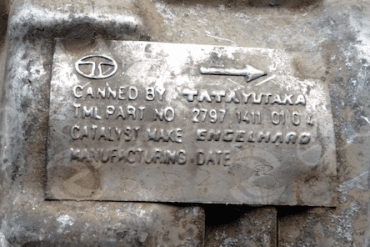 CANNED BY TATAYUTAKA
TML PART NO 2797 1411 01 04
CATALYST MAKE ENGELHARD
MANUFACTURING DATE